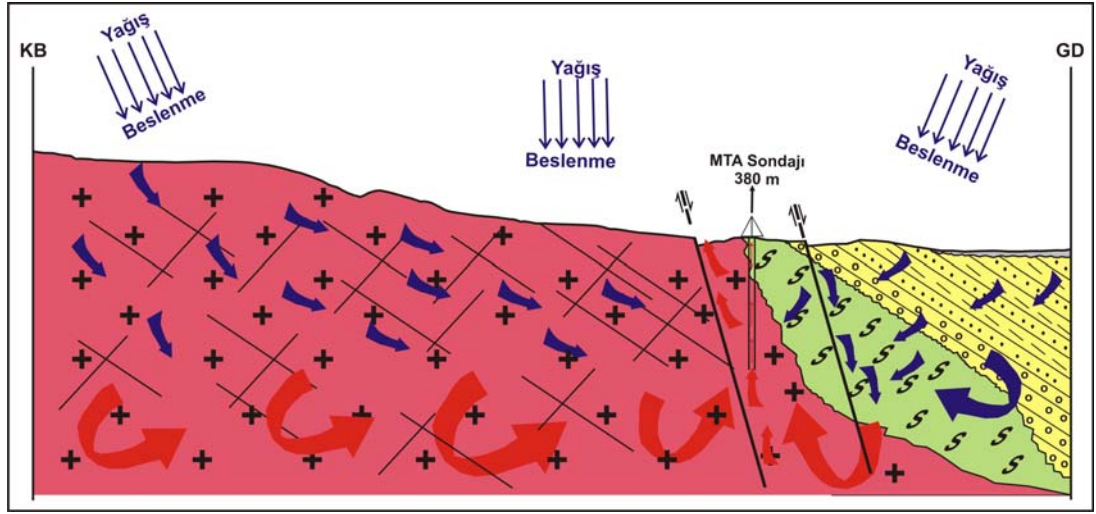 KB
Yağış
Beslenme
Yağış
Beslenme
MTA Sondajı
380 m
Yağış
Beslenme
GD